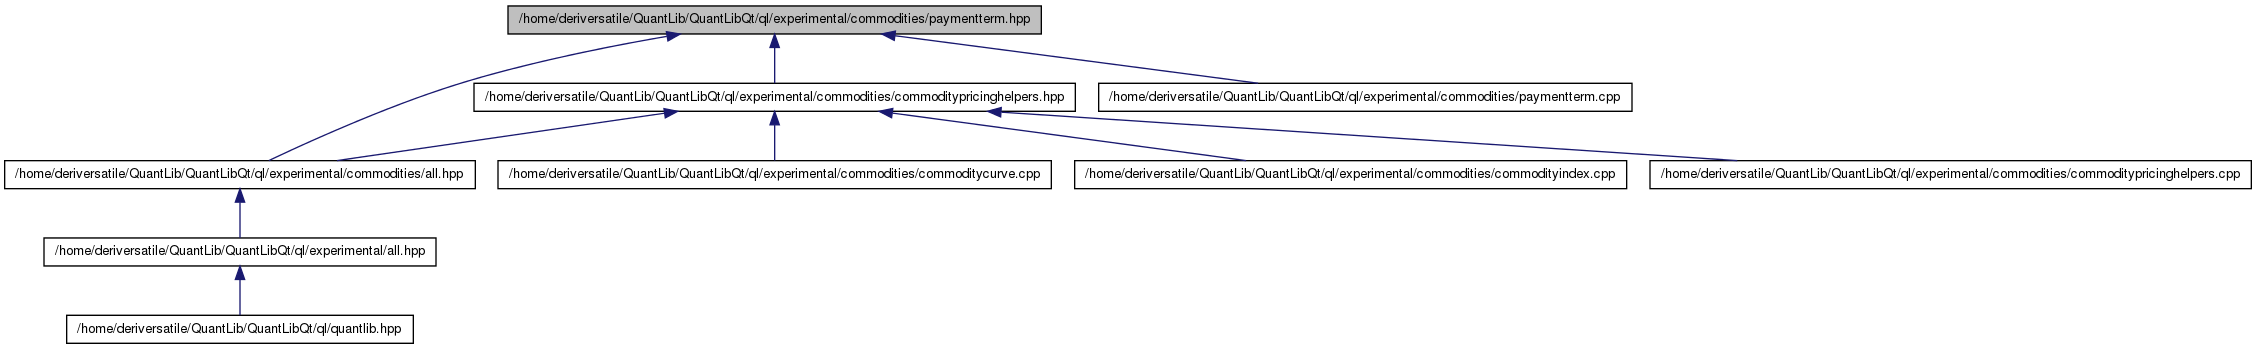 /home/deriversatile/QuantLib/QuantLibQt/ql/experimental/commodities/paymentterm.hpp
/home/deriversatile/QuantLib/QuantLibQt/ql/experimental/commodities/commoditypricinghelpers.hpp
/home/deriversatile/QuantLib/QuantLibQt/ql/experimental/commodities/paymentterm.cpp
/home/deriversatile/QuantLib/QuantLibQt/ql/experimental/commodities/all.hpp
/home/deriversatile/QuantLib/QuantLibQt/ql/experimental/commodities/commoditycurve.cpp
/home/deriversatile/QuantLib/QuantLibQt/ql/experimental/commodities/commodityindex.cpp
/home/deriversatile/QuantLib/QuantLibQt/ql/experimental/commodities/commoditypricinghelpers.cpp
/home/deriversatile/QuantLib/QuantLibQt/ql/experimental/all.hpp
/home/deriversatile/QuantLib/QuantLibQt/ql/quantlib.hpp